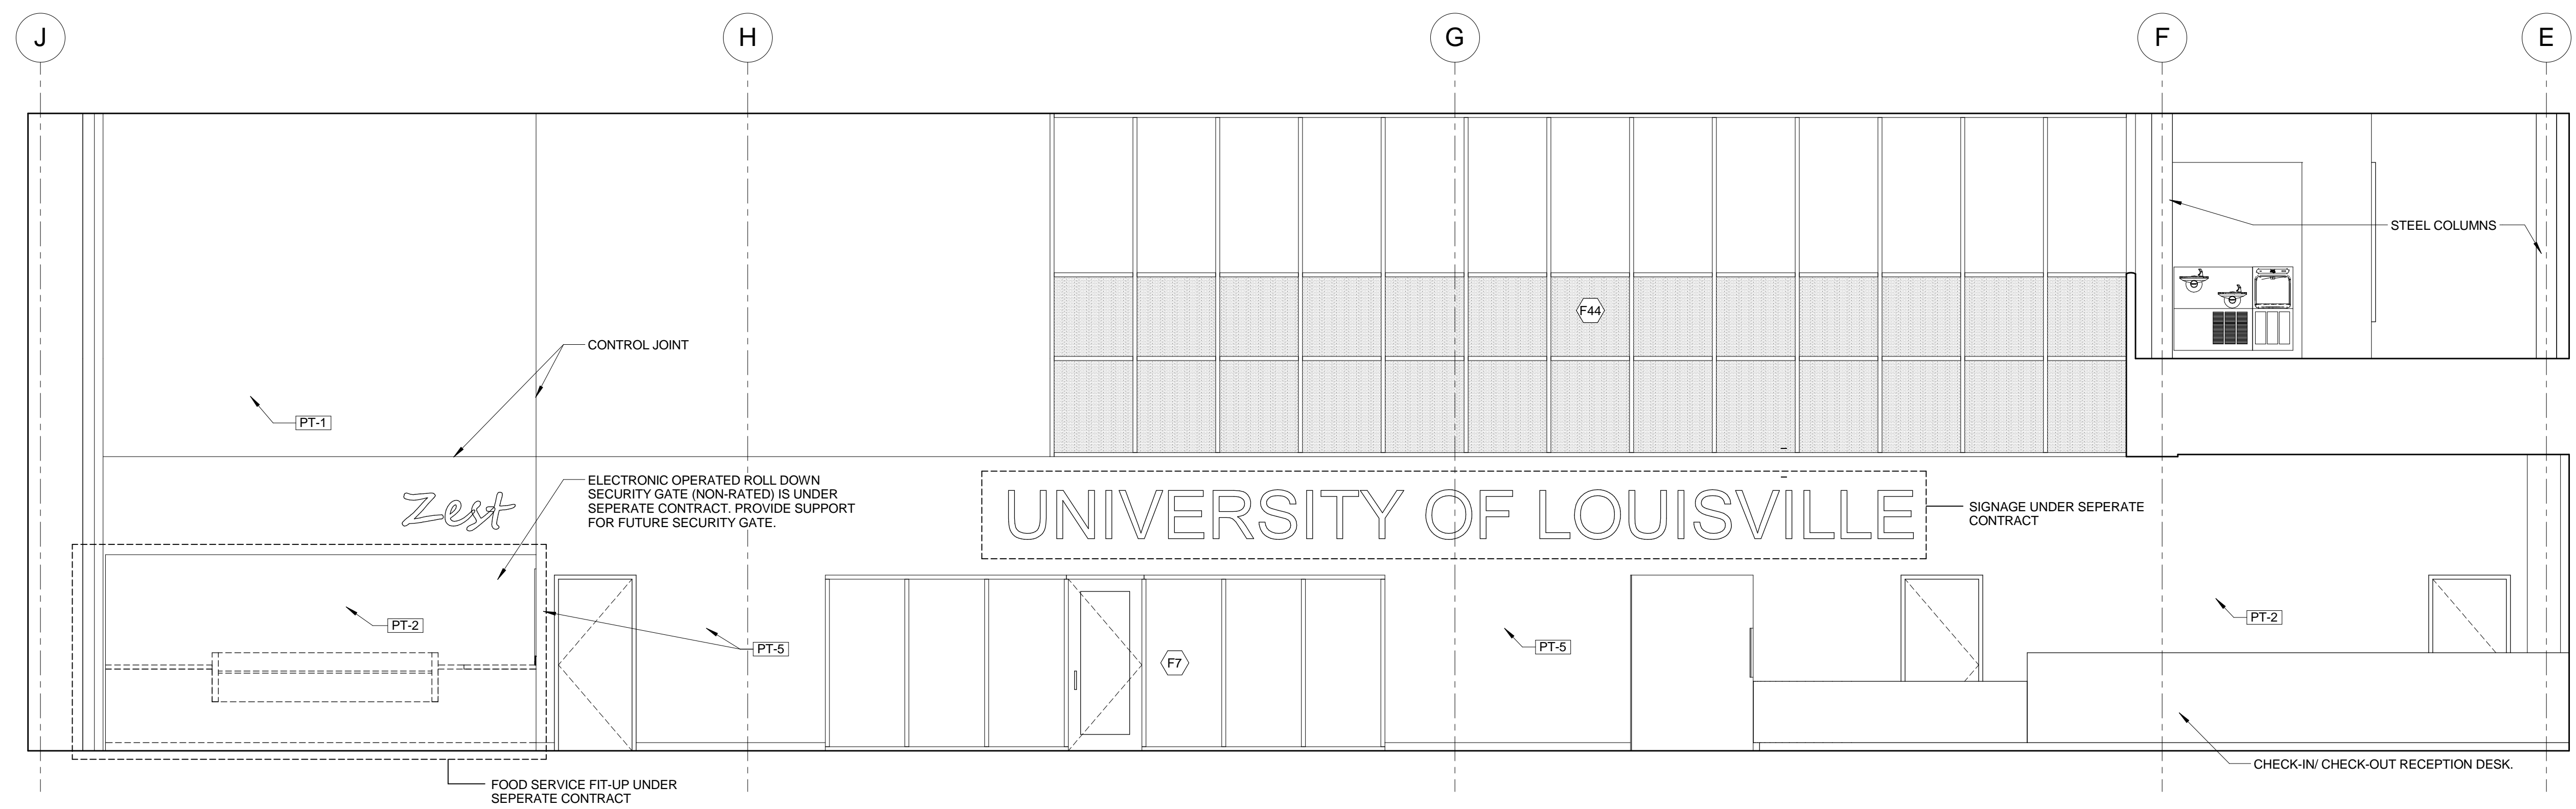 J
H
G
F
E
STEEL COLUMNS
F44
CONTROL JOINT
PT-1
ELECTRONIC OPERATED ROLL DOWN
SECURITY GATE (NON-RATED) IS UNDER
SEPERATE CONTRACT. PROVIDE SUPPORT
FOR FUTURE SECURITY GATE.
Zest
UNIVERSITY OF LOUISVILLE
SIGNAGE UNDER SEPERATE
CONTRACT
PT-2
PT-5
F7
PT-5
PT-2
CHECK-IN/ CHECK-OUT RECEPTION DESK.
FOOD SERVICE FIT-UP UNDER
SEPERATE CONTRACT